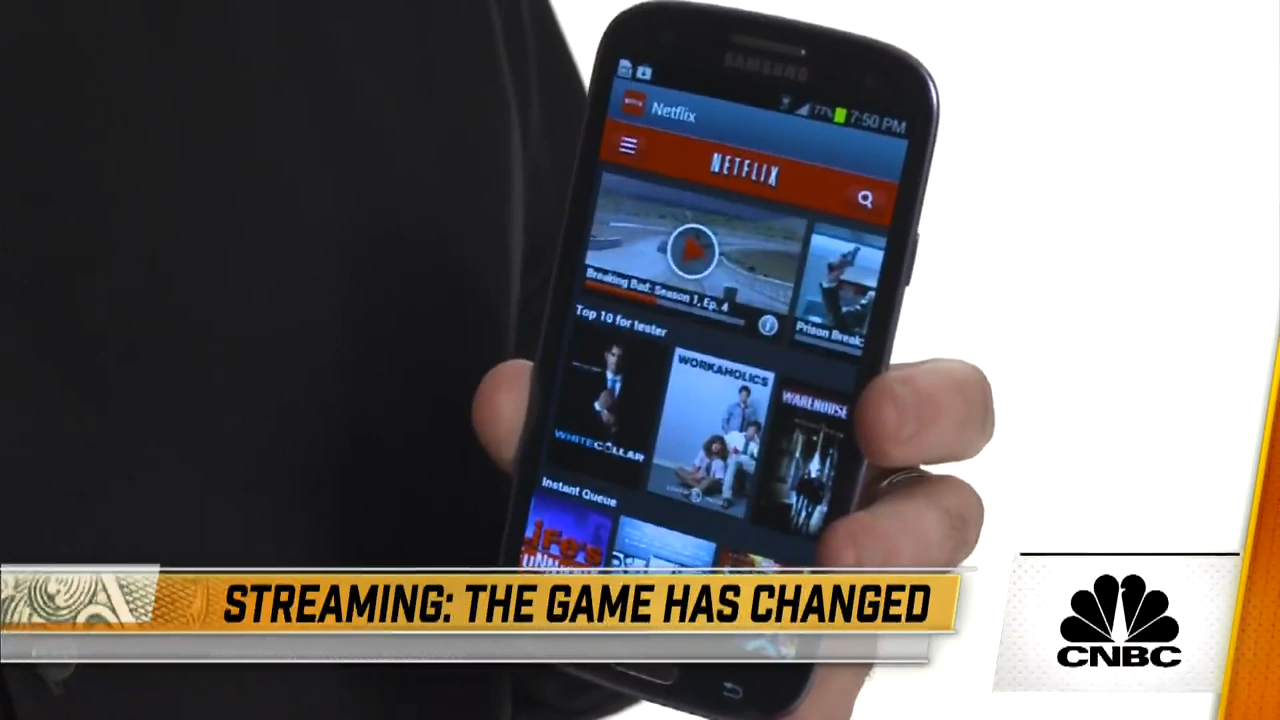 SAMSUNG
77% 7:50 PM
Netflix
NETFLIX
Breaking Bad: Season 1, Ep. 4
Prison Break:
Top 10 for tester
WHITE COLLAR
WORKAHOLICS
WAREHOUSE
Instant Queue
STREAMING: THE GAME HAS CHANGED
CNBC